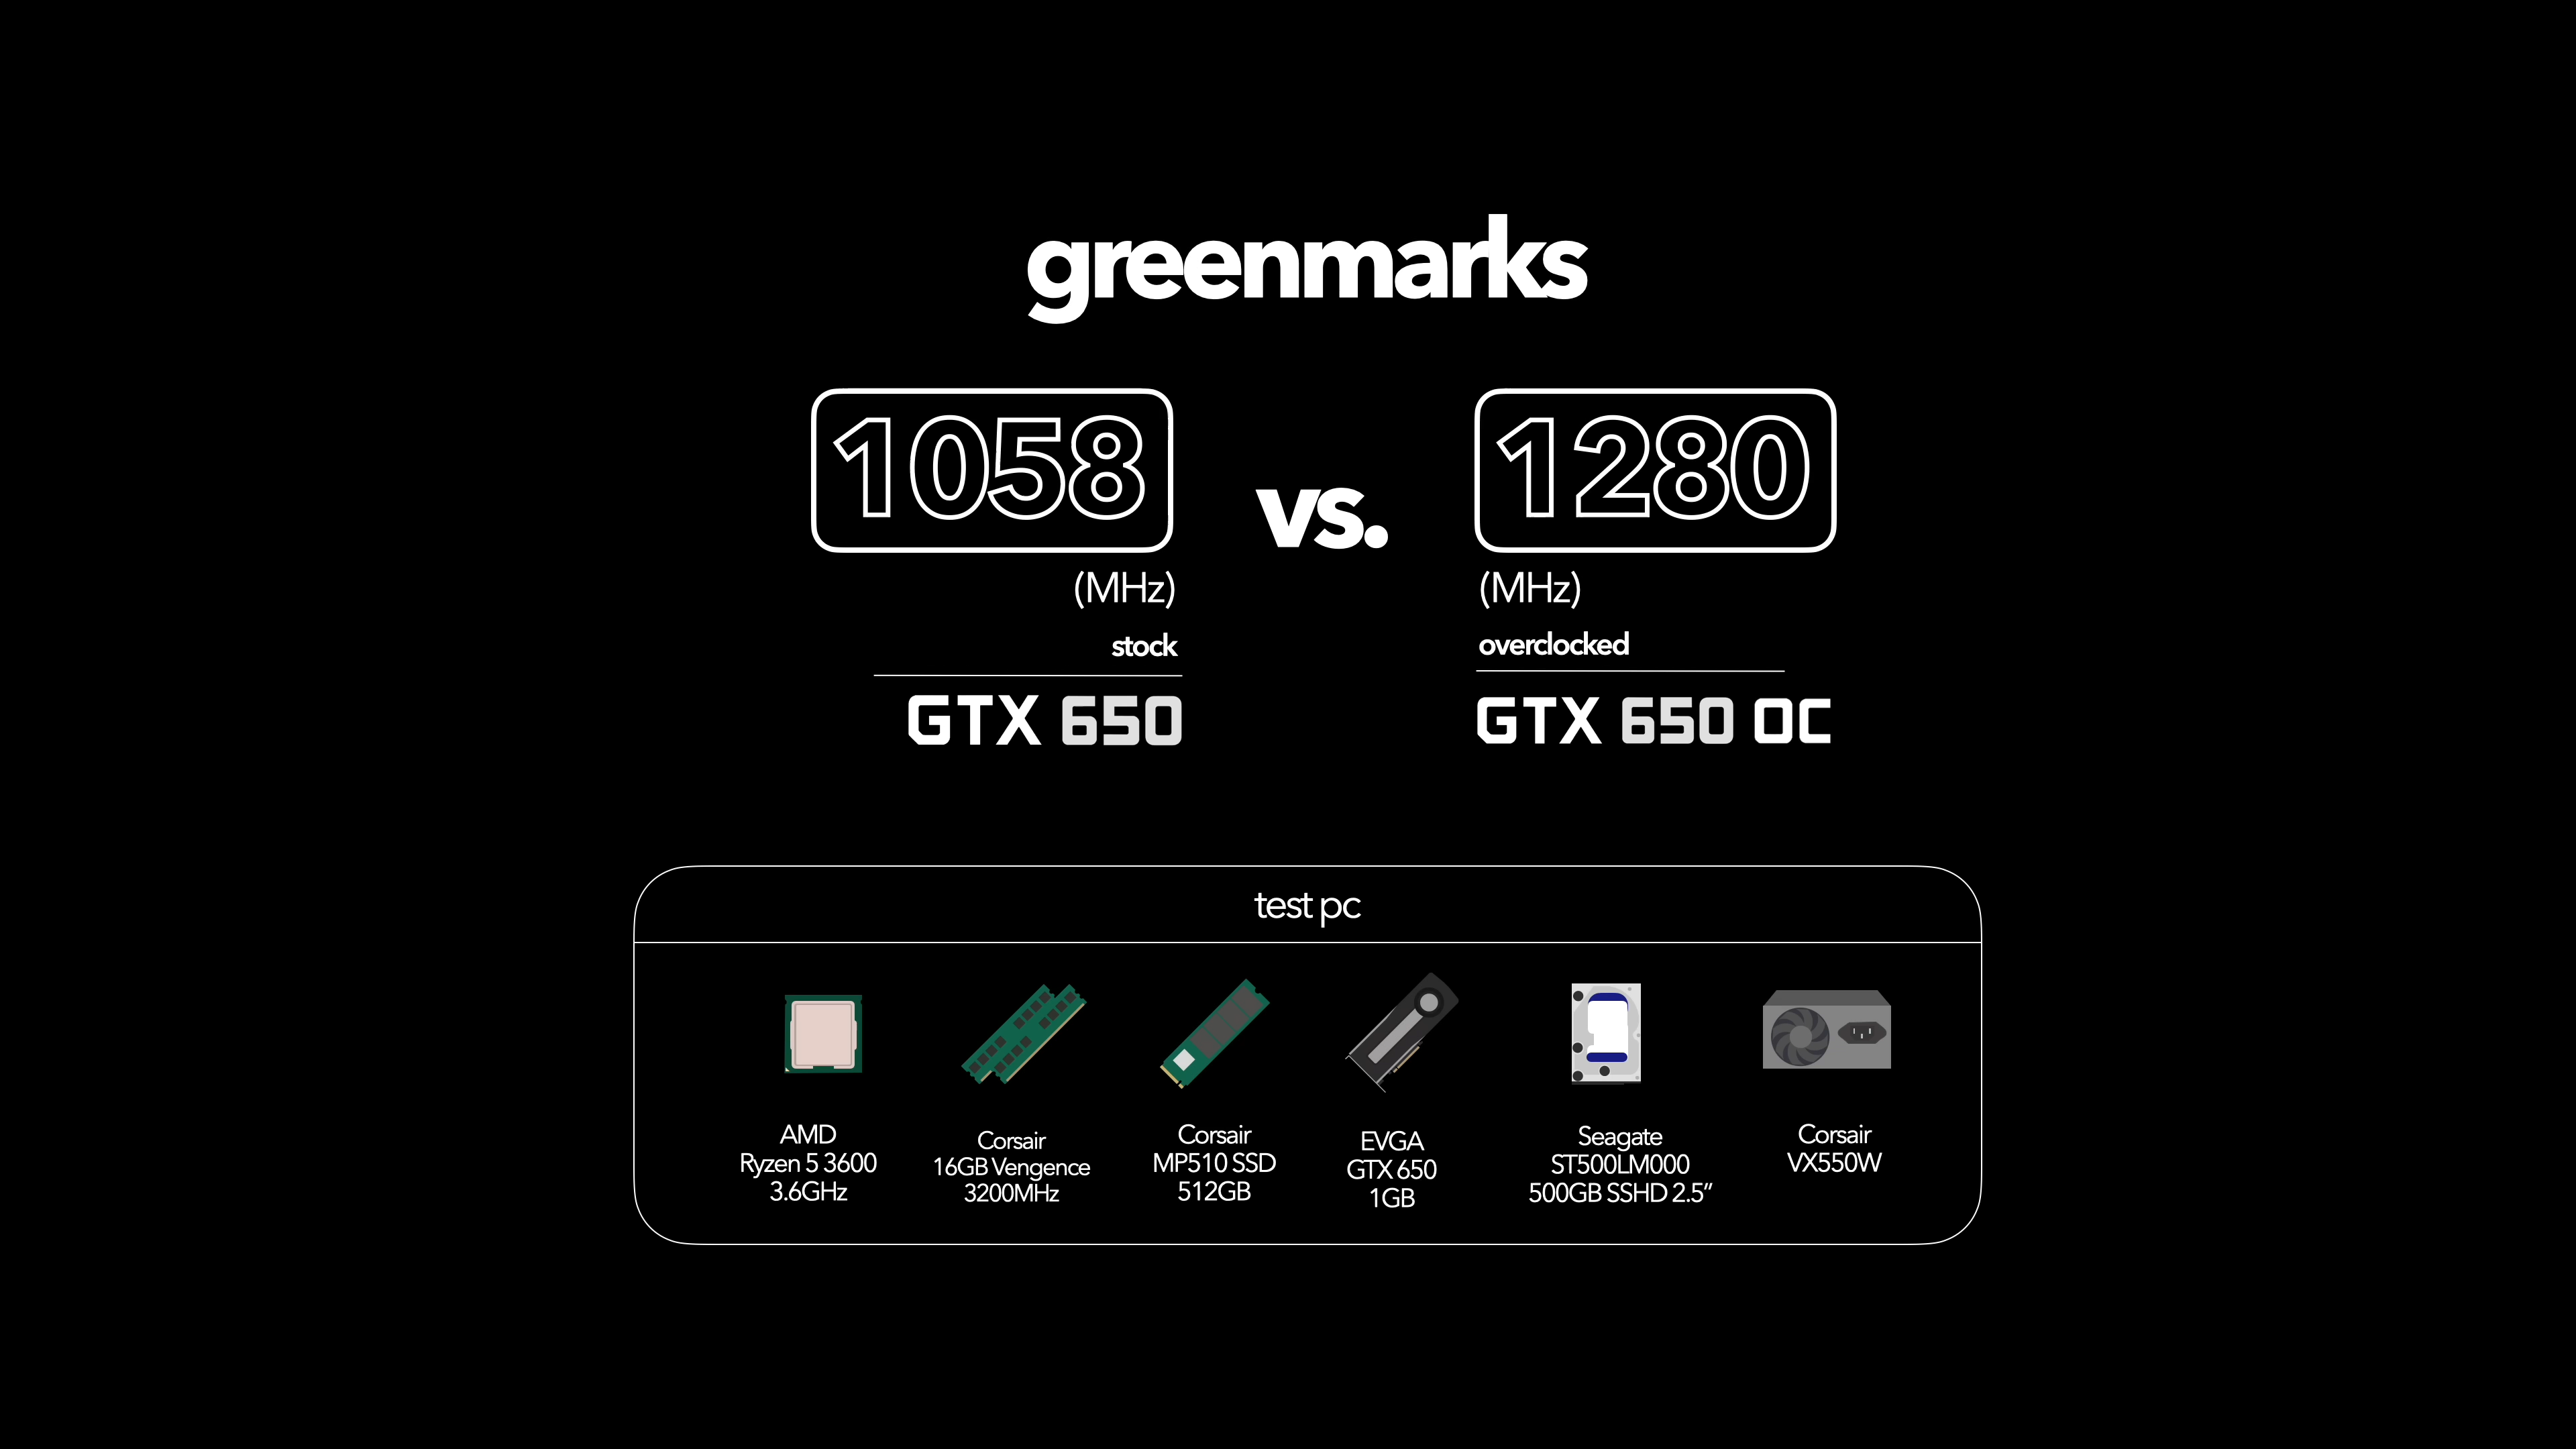 greenmarks
1058
vs.
1280
(MHz)
(MHz)
stock
overclocked
GTX 650
GTX 650 OC
test pc
AMD
Ryzen 5 3600
3.6GHz
Corsair
16GB Vengence
3200MHz
Corsair
MP510 SSD
512GB
EVGA
GTX 650
1GB
Seagate
ST500LM000
500GB SSHD 2.5”
Corsair
VX550W